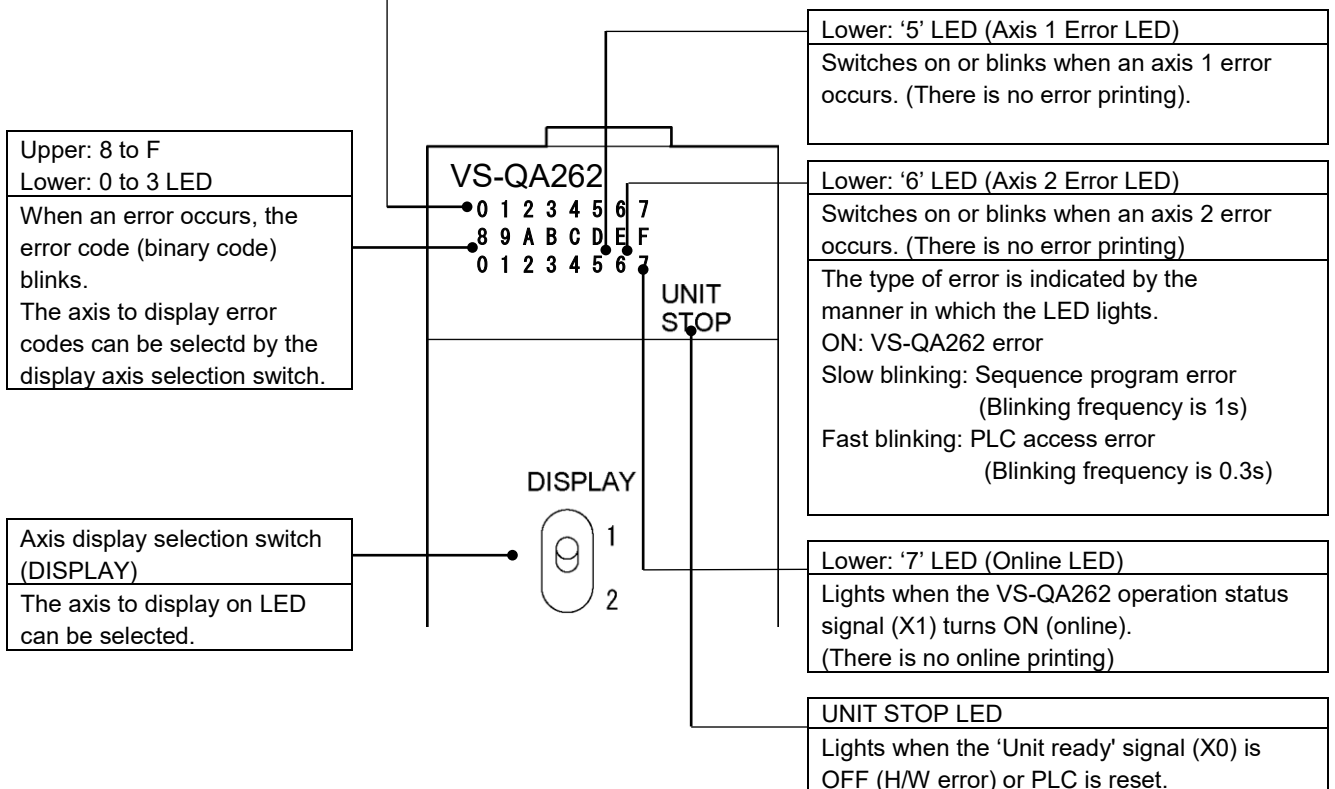 Lower: ‘5’ LED (Axis 1 Error LED)
Switches on or blinks when an axis 1 error
occurs. (There is no error printing).
Upper: 8 to F
Lower: 0 to 3 LED
When an error occurs, the
error code (binary code)
blinks.
The axis to display error
codes can be selectd by the
display axis selection switch.
VS-QA262
0 1 2 3 4 5 6 7
8 9 A B C D E F
0 1 2 3 4 5 6 7
UNIT
STOP
Lower: ‘6’ LED (Axis 2 Error LED)
Switches on or blinks when an axis 2 error
occurs. (There is no error printing)
The type of error is indicated by the
manner in which the LED lights.
ON: VS-QA262 error
Slow blinking: Sequence program error
(Blinking frequency is 1s)
Fast blinking: PLC access error
(Blinking frequency is 0.3s)
DISPLAY
1
2
Axis display selection switch
(DISPLAY)
The axis to display on LED
can be selected.
Lower: ‘7’ LED (Online LED)
Lights when the VS-QA262 operation status
signal (X1) turns ON (online).
(There is no online printing)
UNIT STOP LED
Lights when the ‘Unit ready' signal (X0) is
OFF (H/W error) or PLC is reset.